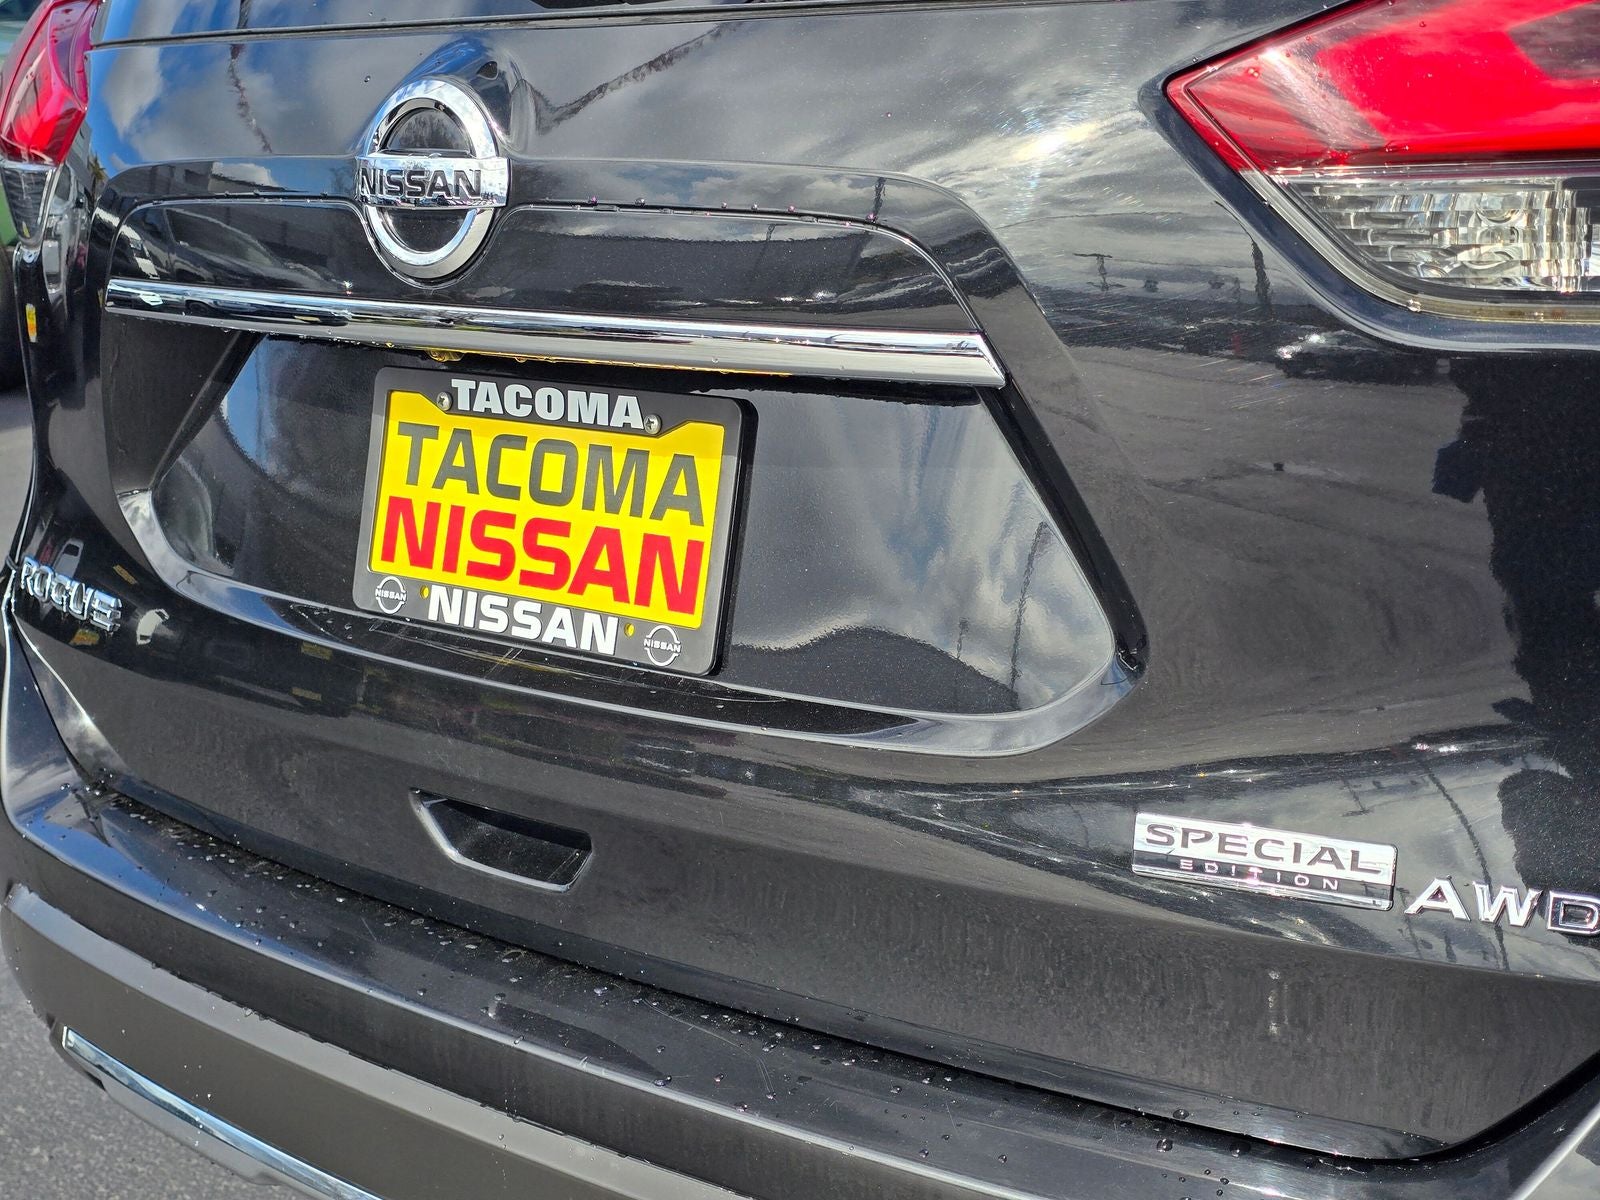 NISSAN
TACOMA
TACOMA
NISSAN
NISSAN
NISSAN
NISSAN
ROGUE
SPECIAL
EDITION
AWD